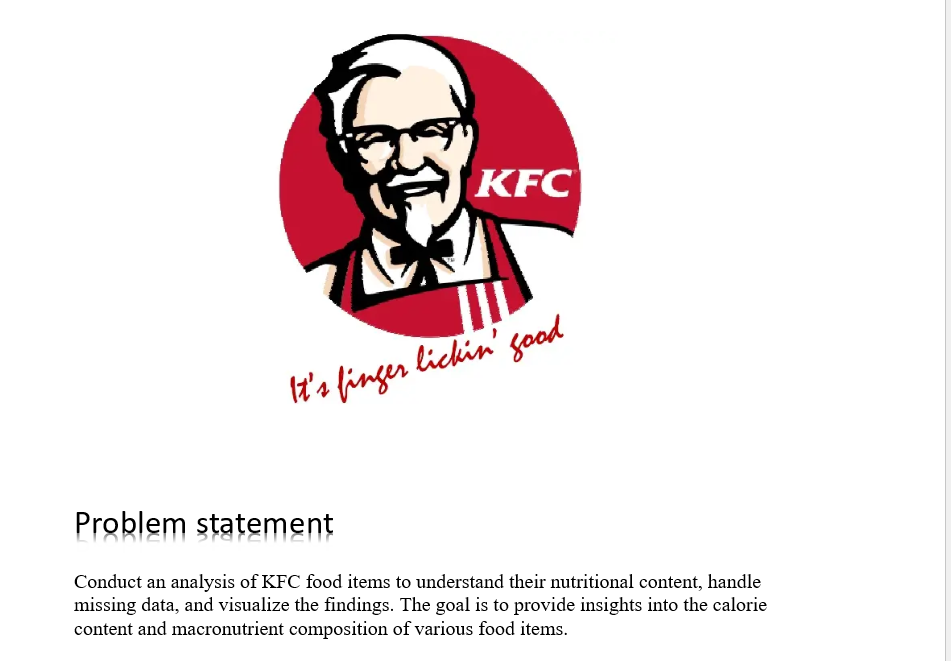 KFC
It's finger lickin' good
Problem statement
Conduct an analysis of KFC food items to understand their nutritional content, handle
missing data, and visualize the findings. The goal is to provide insights into the calorie
content and macronutrient composition of various food items.